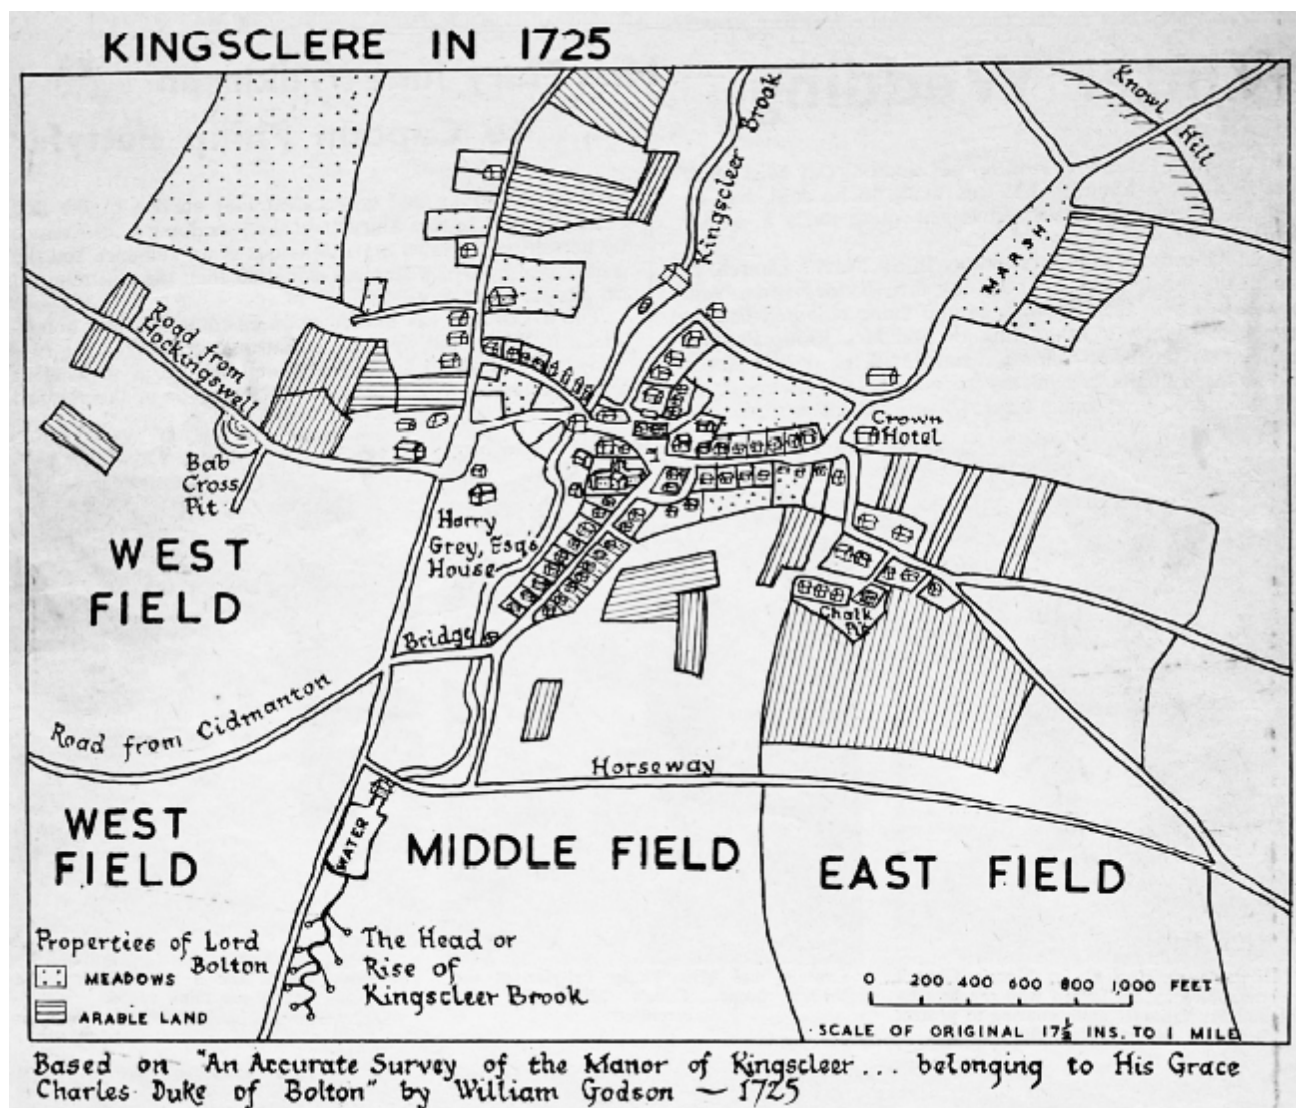 KINGSCLERE IN 1725
Knowl Hill
Kingscleer Brook
MARSH
Road from
Hockingswell
Crown
Hotel
Bab
Cross
Pit
Harry
Grey, Esq's
House
WEST
FIELD
Chalk
Pit
Bridge
Road from Cidmanton
Horseway
WEST
FIELD
WATER
MIDDLE FIELD
EAST FIELD
Properties of Lord
Bolton
MEADOWS
ARABLE LAND
The Head or
Rise of
Kingscleer Brook
0 200 400 600 800 1,000 FEET
SCALE OF ORIGINAL 17½ INS. TO 1 MILE
Based on "An Accurate Survey of the Manor of Kingscleer... belonging to His Grace
Charles Duke of Bolton" by William Godson — 1725